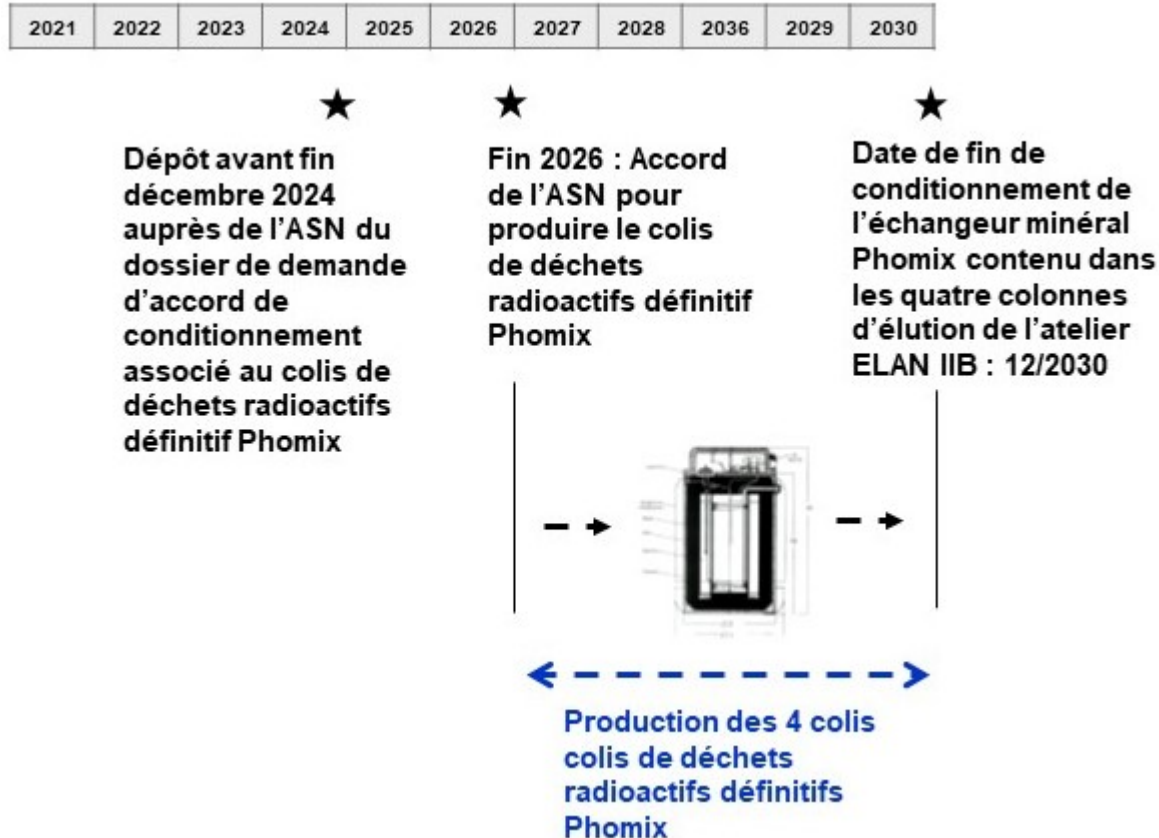 2021 2022 2023 2024 2025 2026 2027 2028 2036 2029 2030
Dépôt avant fin
décembre 2024
auprès de l'ASN du
dossier de demande
d'accord de
conditionnement
associé au colis de
déchets radioactifs
définitif Phomix
Fin 2026 : Accord
de l'ASN pour
produire le colis
de déchets
radioactifs définitif
Phomix
Date de fin de
conditionnement de
l'échangeur minéral
Phomix contenu dans
les quatre colonnes
d'élution de l'atelier
ELAN IIB : 12/2030
Production des 4 colis
colis de déchets
radioactifs définitifs
Phomix